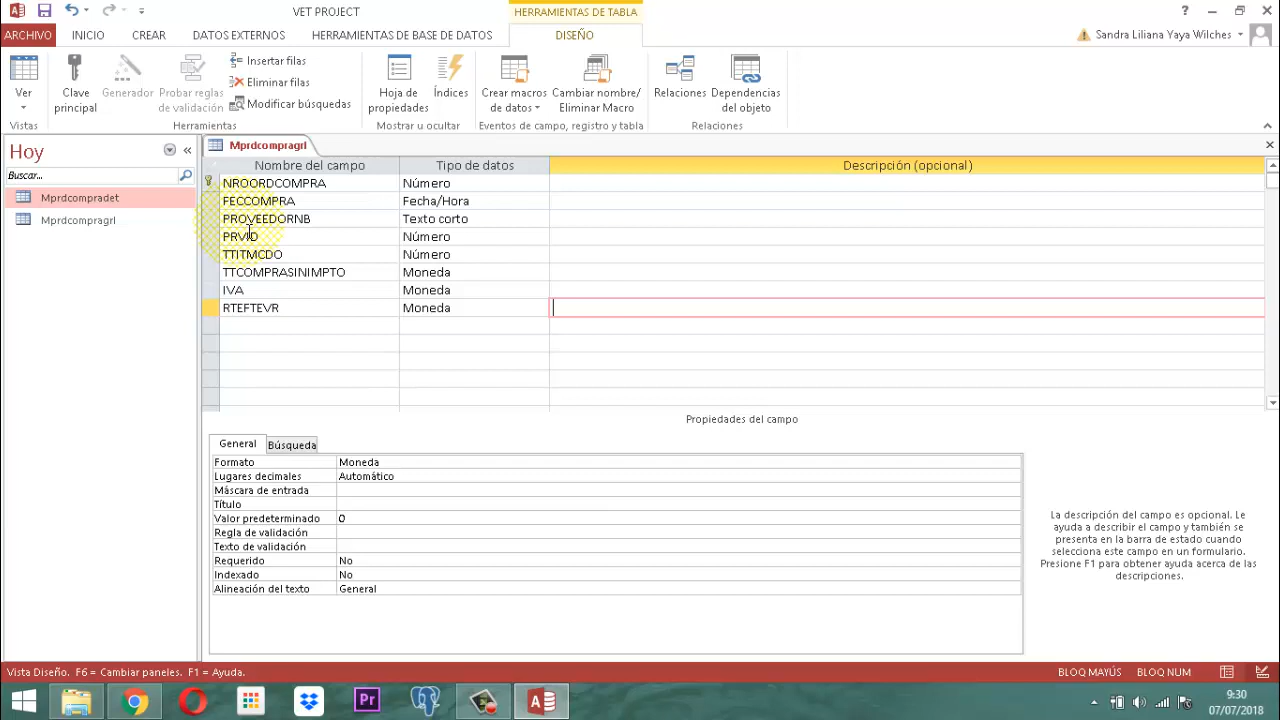 VET PROJECT
HERRAMIENTAS DE TABLA
?
ARCHIVO
INICIO
CREAR
DATOS EXTERNOS
HERRAMIENTAS DE BASE DE DATOS
DISEÑO
Sandra Liliana Yaya Wilches
Ver
Clave principal
Generador
Probar reglas de validación
Insertar filas
Eliminar filas
Modificar búsquedas
Hoja de propiedades
Índices
Crear macros de datos
Cambiar nombre/ Eliminar Macro
Relaciones
Dependencias del objeto
Vistas
Herramientas
Mostrar u ocultar
Eventos de campo, registro y tabla
Relaciones
Hoy
Buscar...
Mprdcompradet
Mprdcompragrl
Mprdcompragrl
Nombre del campo Tipo de datos Descripción (opcional)
NROORDCOMPRA Número
FECCOMPRA Fecha/Hora
PROVEEDORNB Texto corto
PRVID Número
TTITMCDO Número
TTCOMPRASINIMPTO Moneda
IVA Moneda
RTEFTEVR Moneda
Propiedades del campo
General Búsqueda
Formato Moneda
Lugares decimales Automático
Máscara de entrada
Título
Valor predeterminado 0
Regla de validación
Texto de validación
Requerido No
Indexado No
Alineación del texto General
La descripción del campo es opcional. Le
ayuda a describir el campo y también se
presenta en la barra de estado cuando
selecciona este campo en un formulario.
Presione F1 para obtener ayuda acerca de las
descripciones.
Vista Diseño. F6 = Cambiar paneles. F1 = Ayuda.
BLOQ MAYÚS BLOQ NUM
Pr
9:30
07/07/2018